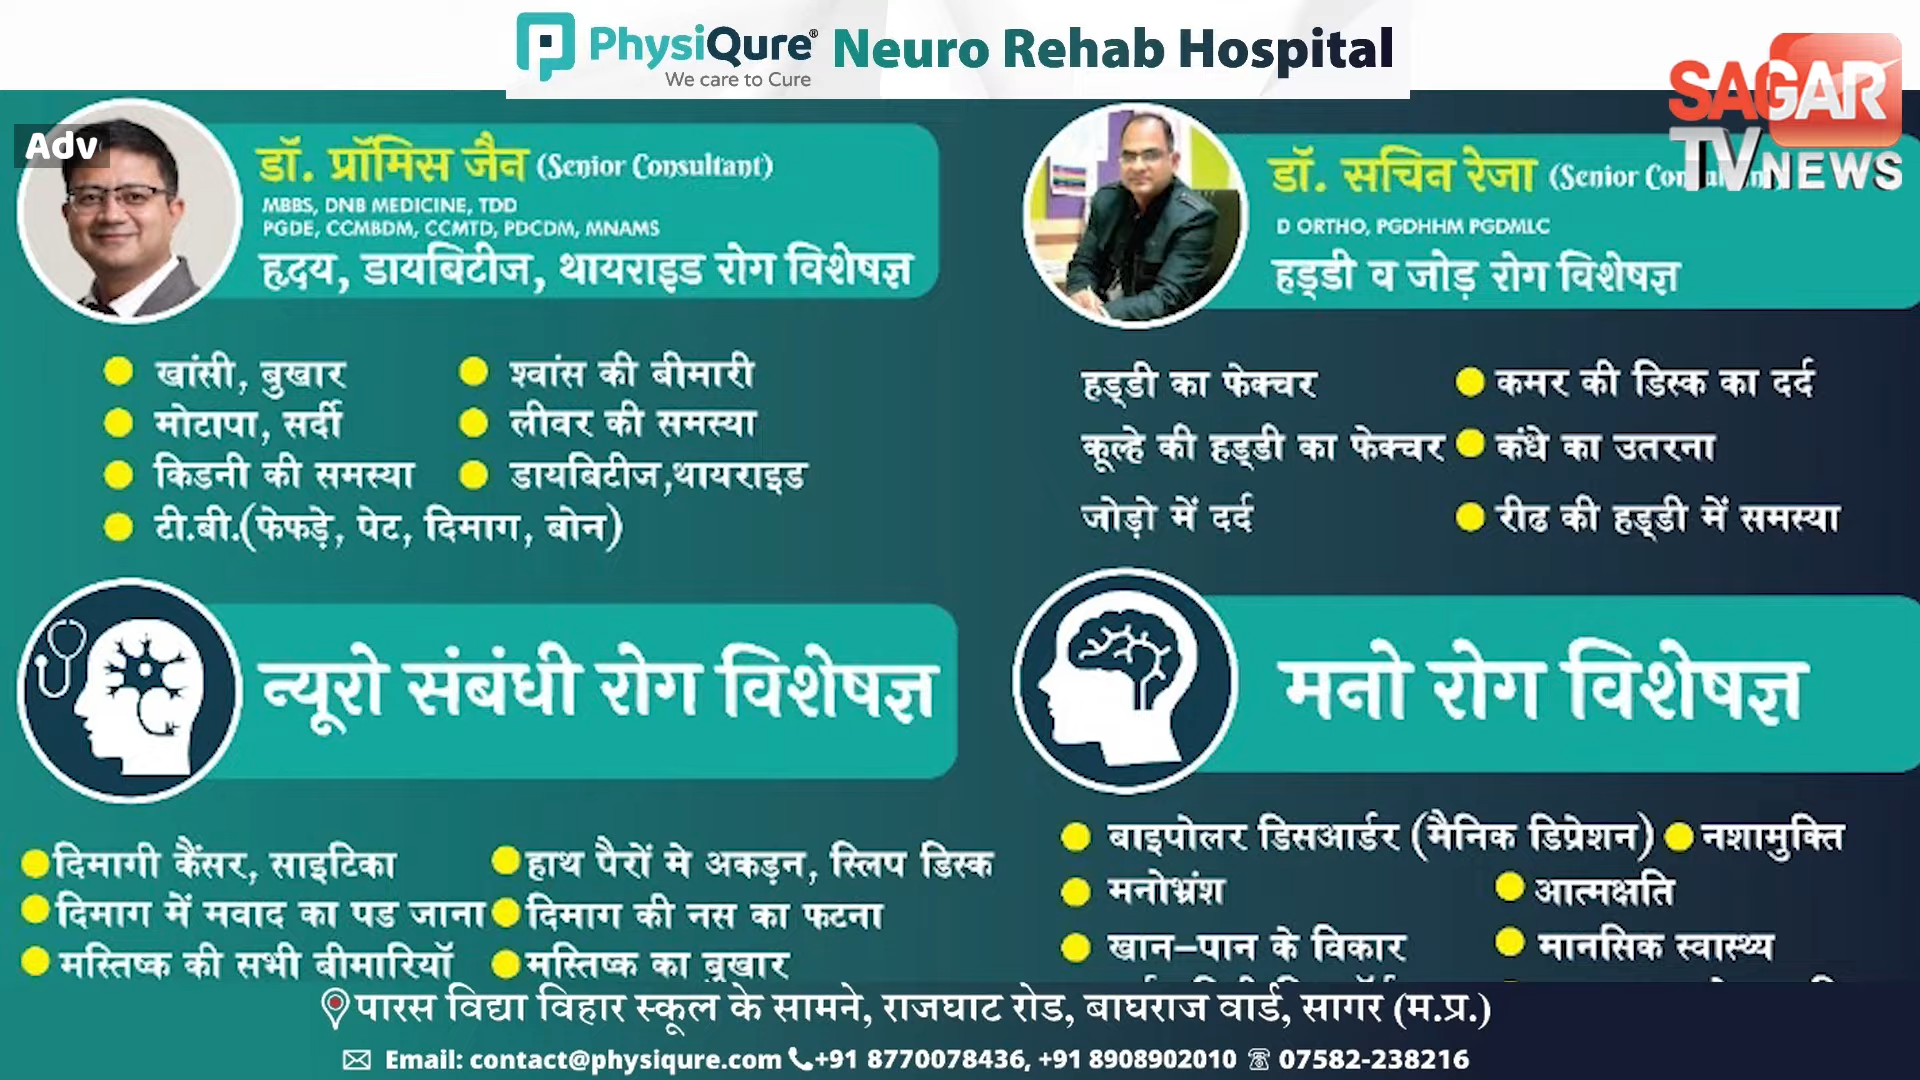 PhysiQure® Neuro Rehab Hospital
We care to Cure
SAGAR
TV NEWS
Adv
डॉ. प्रॉमिस जैन (Senior Consultant)
MBBS, DNB MEDICINE, TDD
PGDE, CCMBDM, CCMTD, PDCDM, MNAMS
हृदय, डायबिटीज, थायराइड रोग विशेषज्ञ
खांसी, बुखार
श्वांस की बीमारी
मोटापा, सर्दी
लीवर की समस्या
किडनी की समस्या
डायबिटीज,थायराइड
टी.बी.(फेफड़े, पेट, दिमाग, बोन)
डॉ. सचिन रेजा (Senior
D ORTHO, PGDHHM PGDMLC
हड्डी व जोड़ रोग विशेषज्ञ
हड्डी का फेक्चर
कमर की डिस्क का दर्द
कूल्हे की हड्डी का फेक्चर
कंधे का उतरना
जोड़ो में दर्द
रीढ की हड्डी में समस्या
न्यूरो संबंधी रोग विशेषज्ञ
दिमागी कैंसर, साइटिका
हाथ पैरों मे अकड़न, स्लिप डिस्क
दिमाग में मवाद का पड जाना
दिमाग की नस का फटना
मस्तिष्क की सभी बीमारियॉ
मस्तिष्क का बुखार
मनो रोग विशेषज्ञ
बाइपोलर डिसआर्डर (मैनिक डिप्रेशन)
नशामुक्ति
मनोभ्रंश
आत्मक्षति
खान-पान के विकार
मानसिक स्वास्थ्य
पारस विद्या विहार स्कूल के सामने, राजघाट रोड, बाघराज वार्ड, सागर (म.प्र.)
Email: contact@physiqure.com +91 8770078436, +91 8908902010 07582-238216